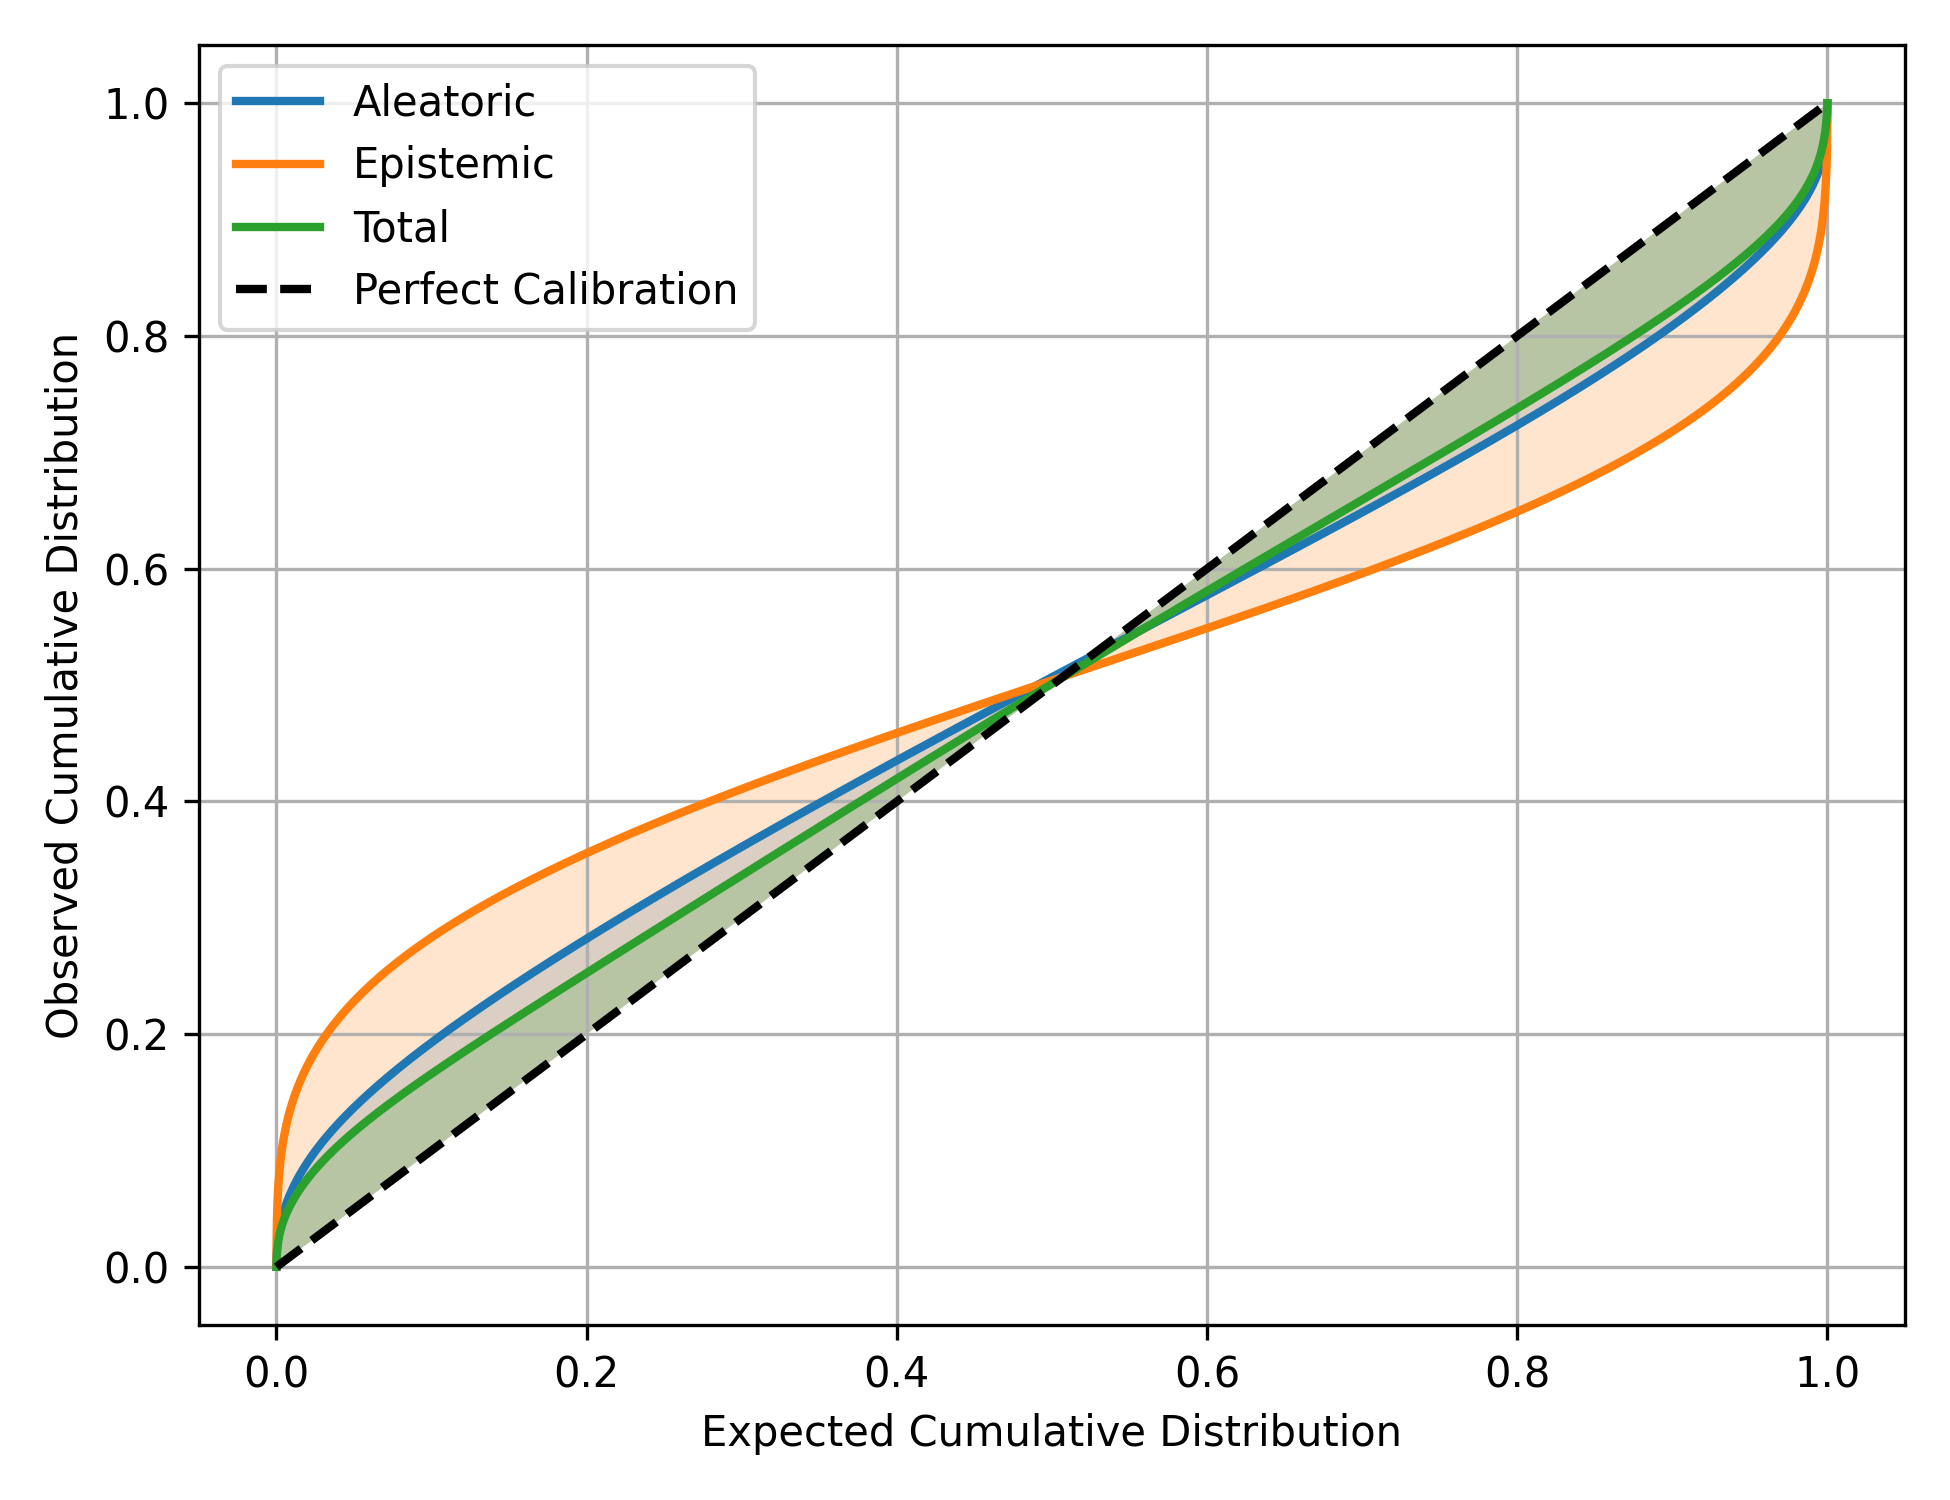 Aleatoric
Epistemic
Total
Perfect Calibration
Observed Cumulative Distribution
1.0
0.8
0.6
0.4
0.2
0.0
0.0 0.2 0.4 0.6 0.8 1.0
Expected Cumulative Distribution